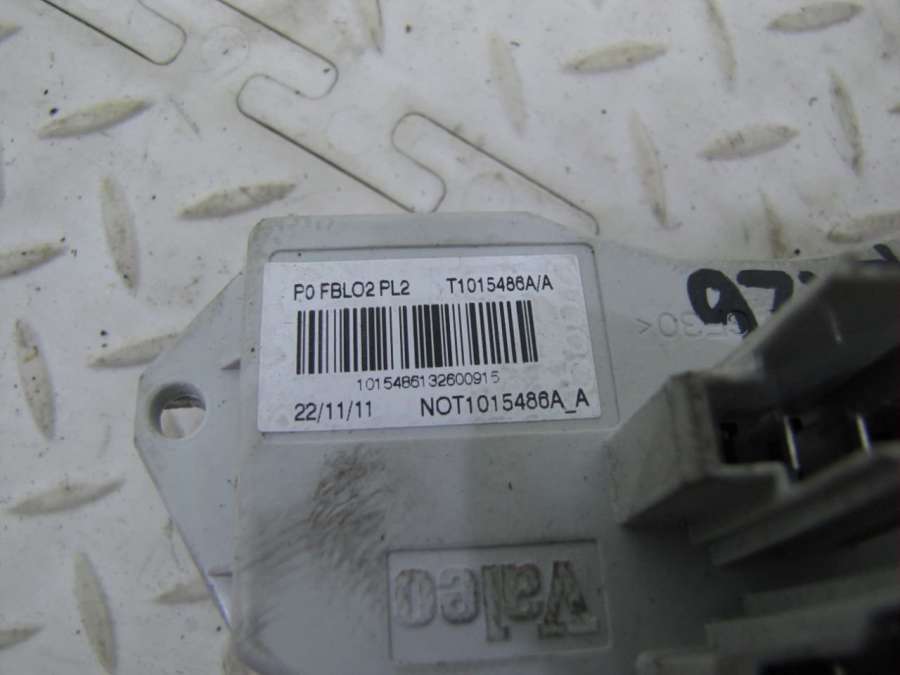 P0 FBLO2 PL2 T1015486A/A
1015486132600915
22/11/11 NOT1015486A_A
Valeo